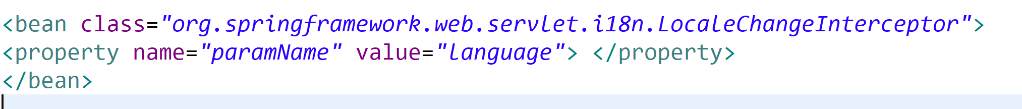 <bean class="org.springframework.web.servlet.i18n.LocaleChangeInterceptor">
<property name="paramName" value="language"> </property>
</bean>